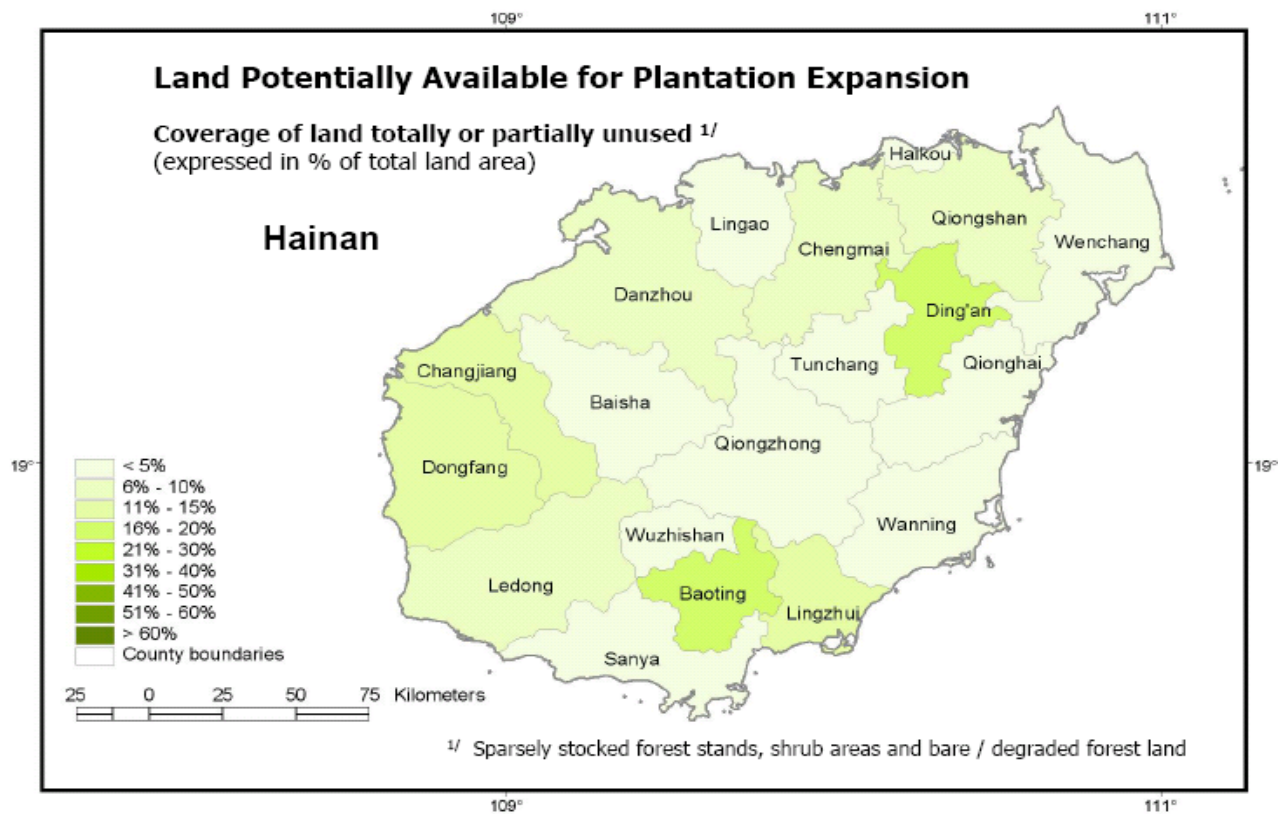 109°
111°
Land Potentially Available for Plantation Expansion
Coverage of land totally or partially unused 1/
(expressed in % of total land area)
Hainan
Haikou
Lingao
Qiongshan
Chengmai
Wenchang
Danzhou
Ding'an
Tunchang
Qionghai
Changjiang
Baisha
Qiongzhong
19°
19°
Dongfang
Wanning
Wuzhishan
Ledong
Baoting
Lingzhui
Sanya
< 5%
6% - 10%
11% - 15%
16% - 20%
21% - 30%
31% - 40%
41% - 50%
51% - 60%
> 60%
County boundaries
25 0 25 50 75 Kilometers
1/ Sparsely stocked forest stands, shrub areas and bare / degraded forest land
109°
111°